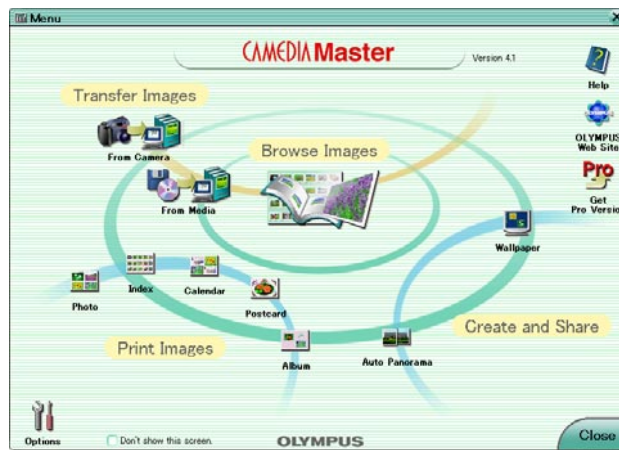 Menu
CAMEDIA Master
Version 4.1
Help
OLYMPUS
Web Site
Pro
Get
Pro Version
Transfer Images
From Camera
From Media
Browse Images
Wallpaper
Photo
Index
Calendar
Postcard
Print Images
Album
Auto Panorama
Create and Share
Options
Don't show this screen.
OLYMPUS
Close